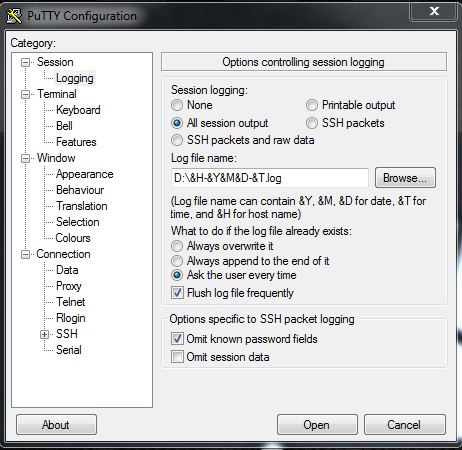 PuTTY Configuration
Category:
Session
Logging
Terminal
Keyboard
Bell
Features
Window
Appearance
Behaviour
Translation
Selection
Colours
Connection
Data
Proxy
Telnet
Rlogin
SSH
Serial
Options controlling session logging
Session logging:
None
Printable output
All session output
SSH packets
SSH packets and raw data
Log file name:
D:\&H-&Y&M&D-&T.log
Browse...
(Log file name can contain &Y, &M, &D for date, &T for
time, and &H for host name)
What to do if the log file already exists:
Always overwrite it
Always append to the end of it
Ask the user every time
Flush log file frequently
Options specific to SSH packet logging
Omit known password fields
Omit session data
About
Open
Cancel